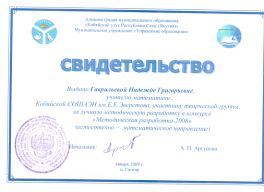 Администрация муниципального образования
«Кобяйский улус Республики Саха (Якутия)»
Муниципальное учреждение «Управление образования»
свидетельство
Выдано Гаврильевой Надежде Григорьевне,
учителю математики
Кобяйской СОШ им.Е.Е.Эверстова, участнику творческой группы,
за лучшую методическую разработку в конкурсе
«Методическая разработка-2008»
(естественно – математическое направление)
Начальник:
А. П. Аргунова
январь, 2009 г.
п. Сангар